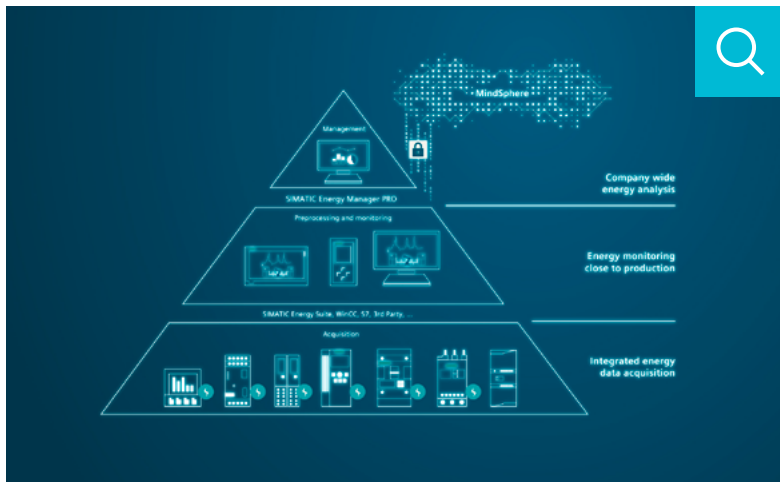 MindSphere
Management
Company wide
energy analysis
SIMATIC Energy Manager PRO
Preprocessing and monitoring
Energy monitoring
close to production
SIMATIC Energy Suite, WinCC, S7, 3rd Party, ...
Acquisition
Integrated energy
data acquisition